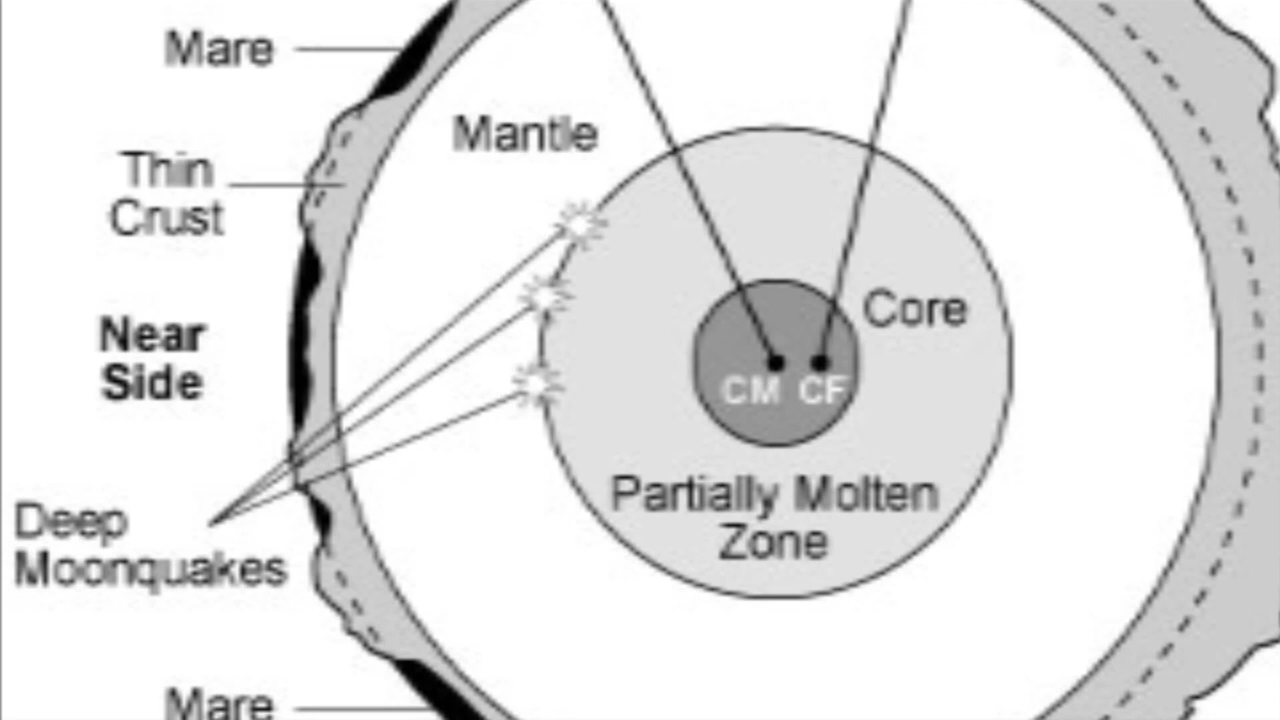 Mare
Mantle
Thin
Crust
Near
Side
Core
CM CF
Partially Molten
Zone
Deep
Moonquakes
Mare